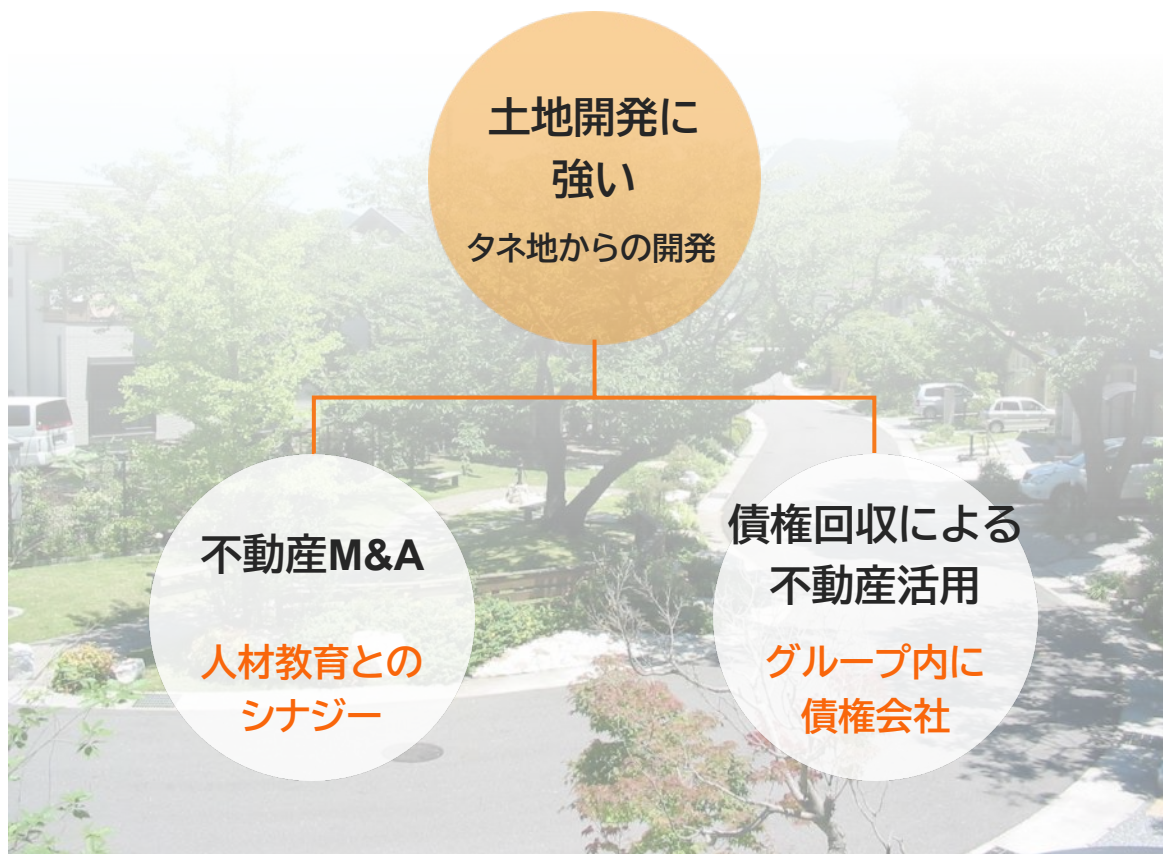 土地開発に
強い
タネ地からの開発
不動産M&A
人材教育との
シナジー
債権回収による
不動産活用
グループ内に
債権会社